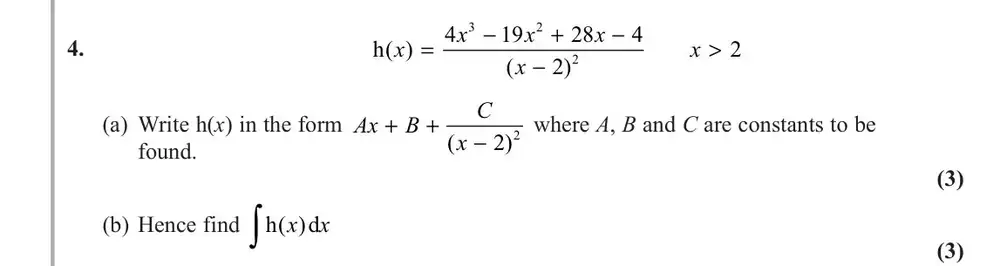 4. h(x) = (4x³ − 19x² + 28x − 4)/(x − 2)² x > 2
(a) Write h(x) in the form Ax + B + C/(x − 2)² where A, B and C are constants to be
found.
(3)
(b) Hence find ∫h(x)dx
(3)